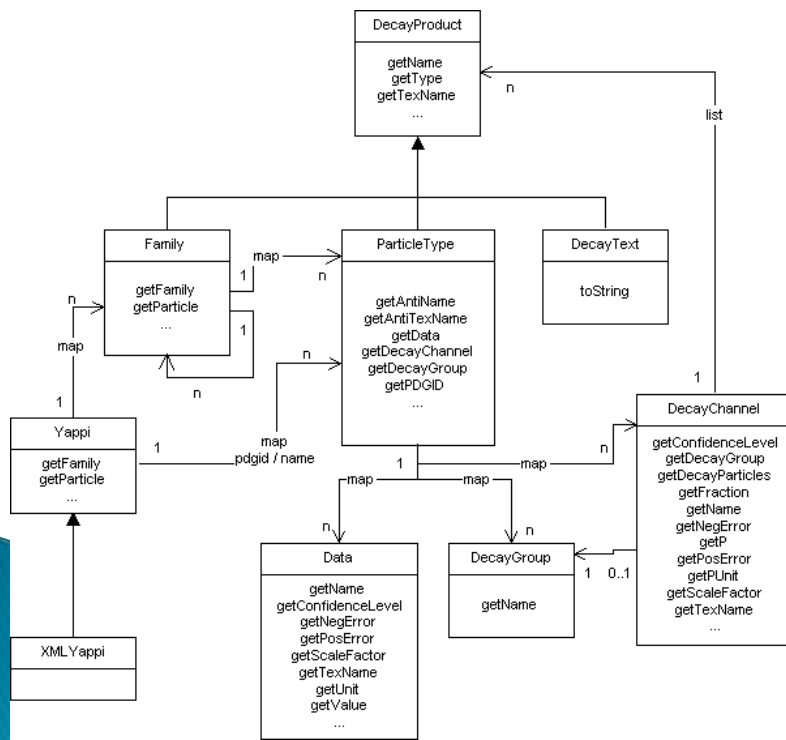 DecayProduct
getName
getType
getTexName
...
n
list
Family
getFamily
getParticle
...
1
map
n
1
n
ParticleType
getAntiName
getAntiTexName
getData
getDecayChannel
getDecayGroup
getPDGID
...
DecayText
toString
n
map
1
Yappi
getFamily
getParticle
...
1
n
map
pdgid / name
1
map
n
map
map
n
n
1
DecayChannel
getConfidenceLevel
getDecayGroup
getDecayParticles
getFraction
getName
getNegError
getP
getPosError
getPUnit
getScaleFactor
getTexName
...
Data
getName
getConfidenceLevel
getNegError
getPosError
getScaleFactor
getTexName
getUnit
getValue
...
DecayGroup
getName
1
0..1
XMLYappi